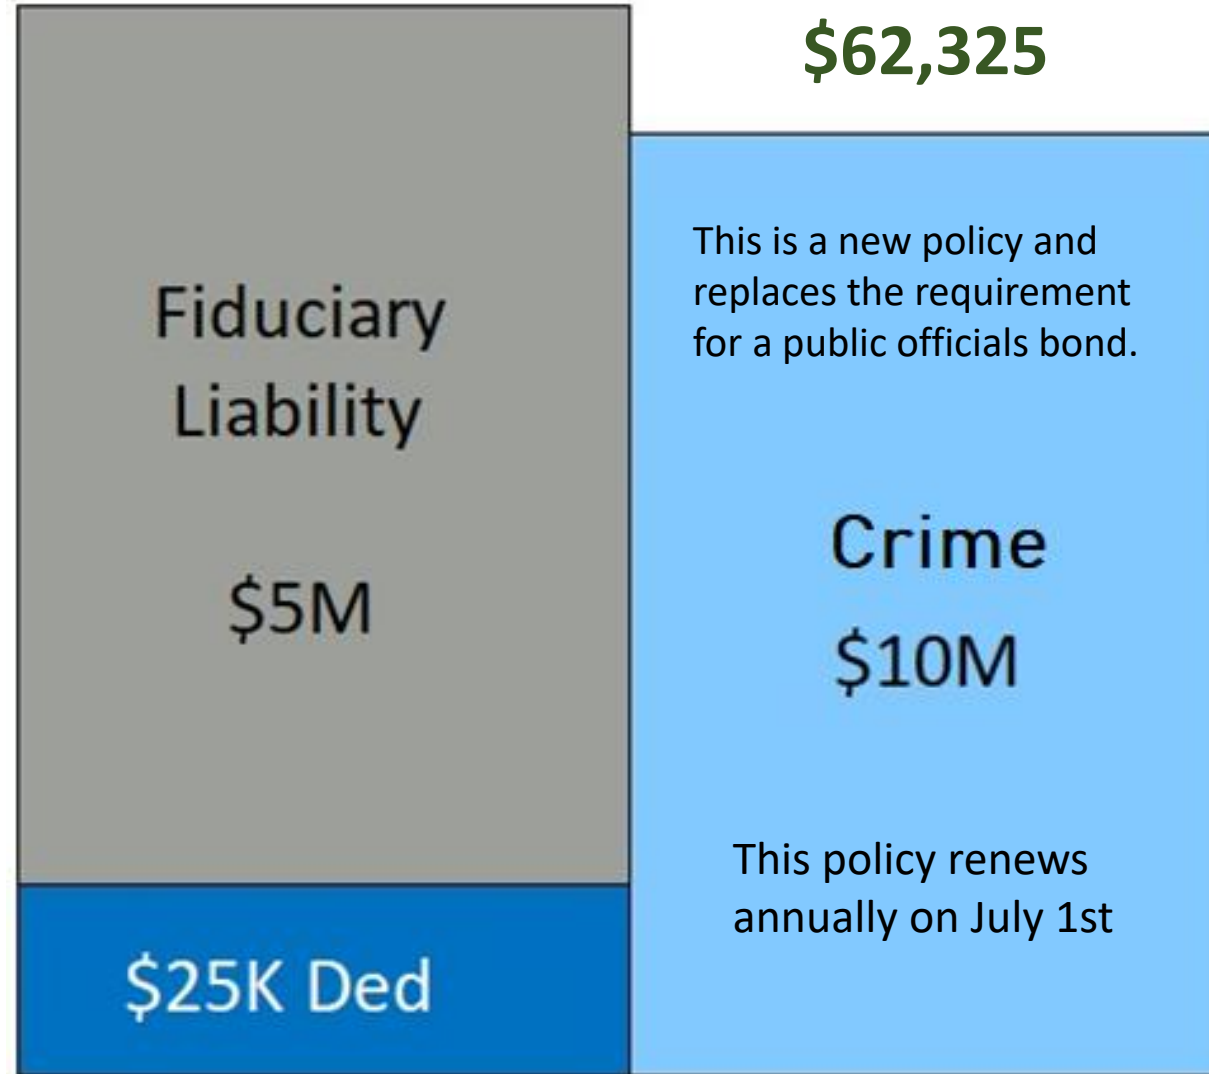 $62,325
Fiduciary
Liability
$5M
$25K Ded
This is a new policy and
replaces the requirement
for a public officials bond.
Crime
$10M
This policy renews
annually on July 1st